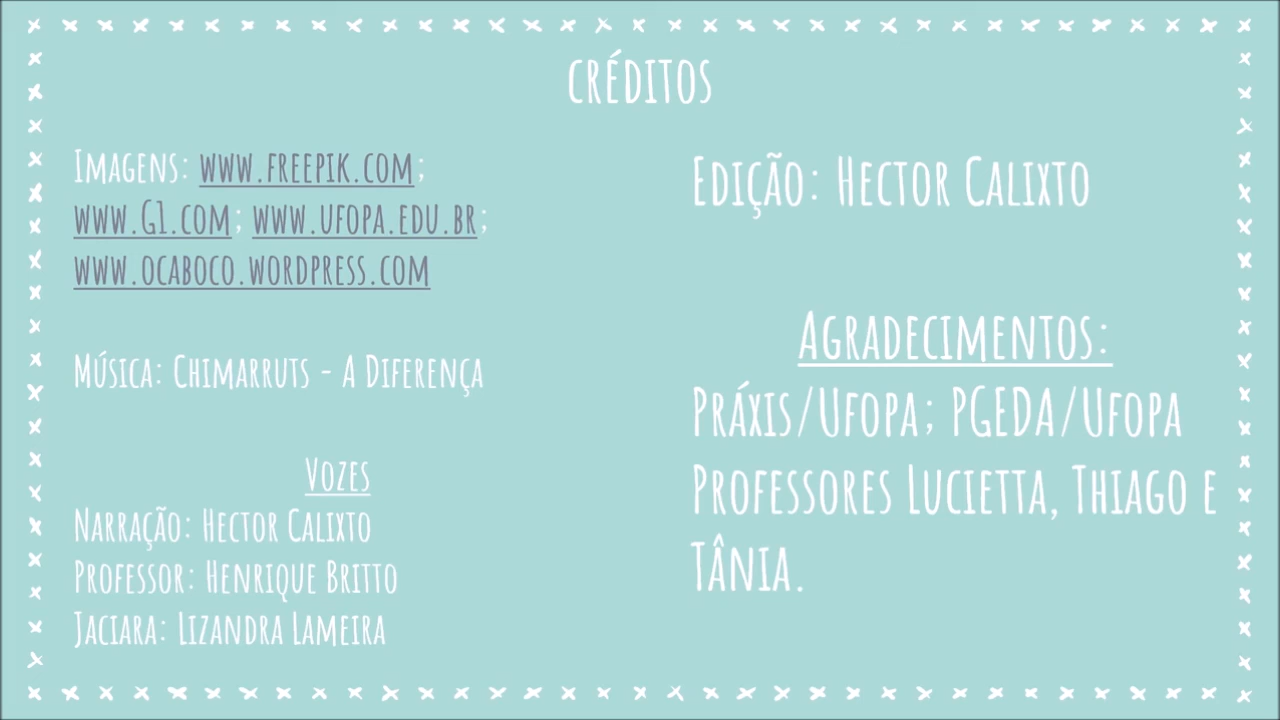 CRÉDITOS
IMAGENS: WWW.FREEPIK.COM;
WWW.G1.COM; WWW.UFOPA.EDU.BR;
WWW.OCABOCO.WORDPRESS.COM
MÚSICA: CHIMARRUTS - A DIFERENÇA
VOZES
NARRAÇÃO: HECTOR CALIXTO
PROFESSOR: HENRIQUE BRITTO
JACIARA: LIZANDRA LAMEIRA
EDIÇÃO: HECTOR CALIXTO
AGRADECIMENTOS:
PRÁXIS/UFOPA; PGEDA/UFOPA
PROFESSORES LUCIETTA, THIAGO E
TÂNIA.